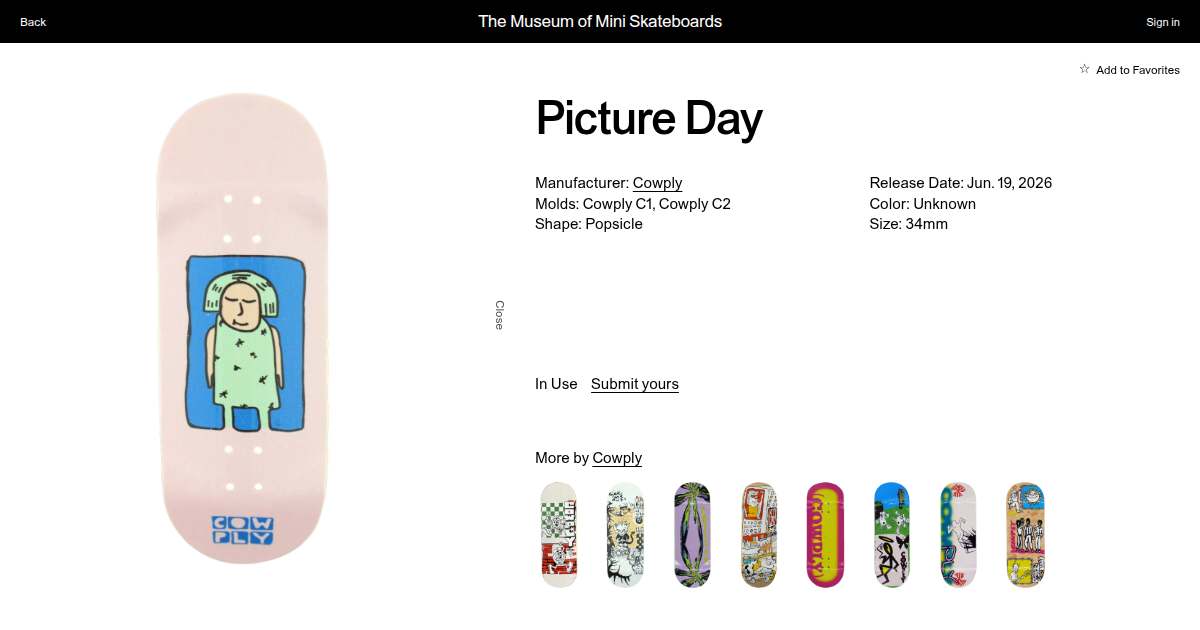 Back
The Museum of Mini Skateboards
Sign in
☆ Add to Favorites
Picture Day
Manufacturer: Cowply
Molds: Cowply C1, Cowply C2
Shape: Popsicle
Release Date: Jun. 19, 2026
Color: Unknown
Size: 34mm
Close
In Use Submit yours
COW
PLY
More by Cowply
COWPLY